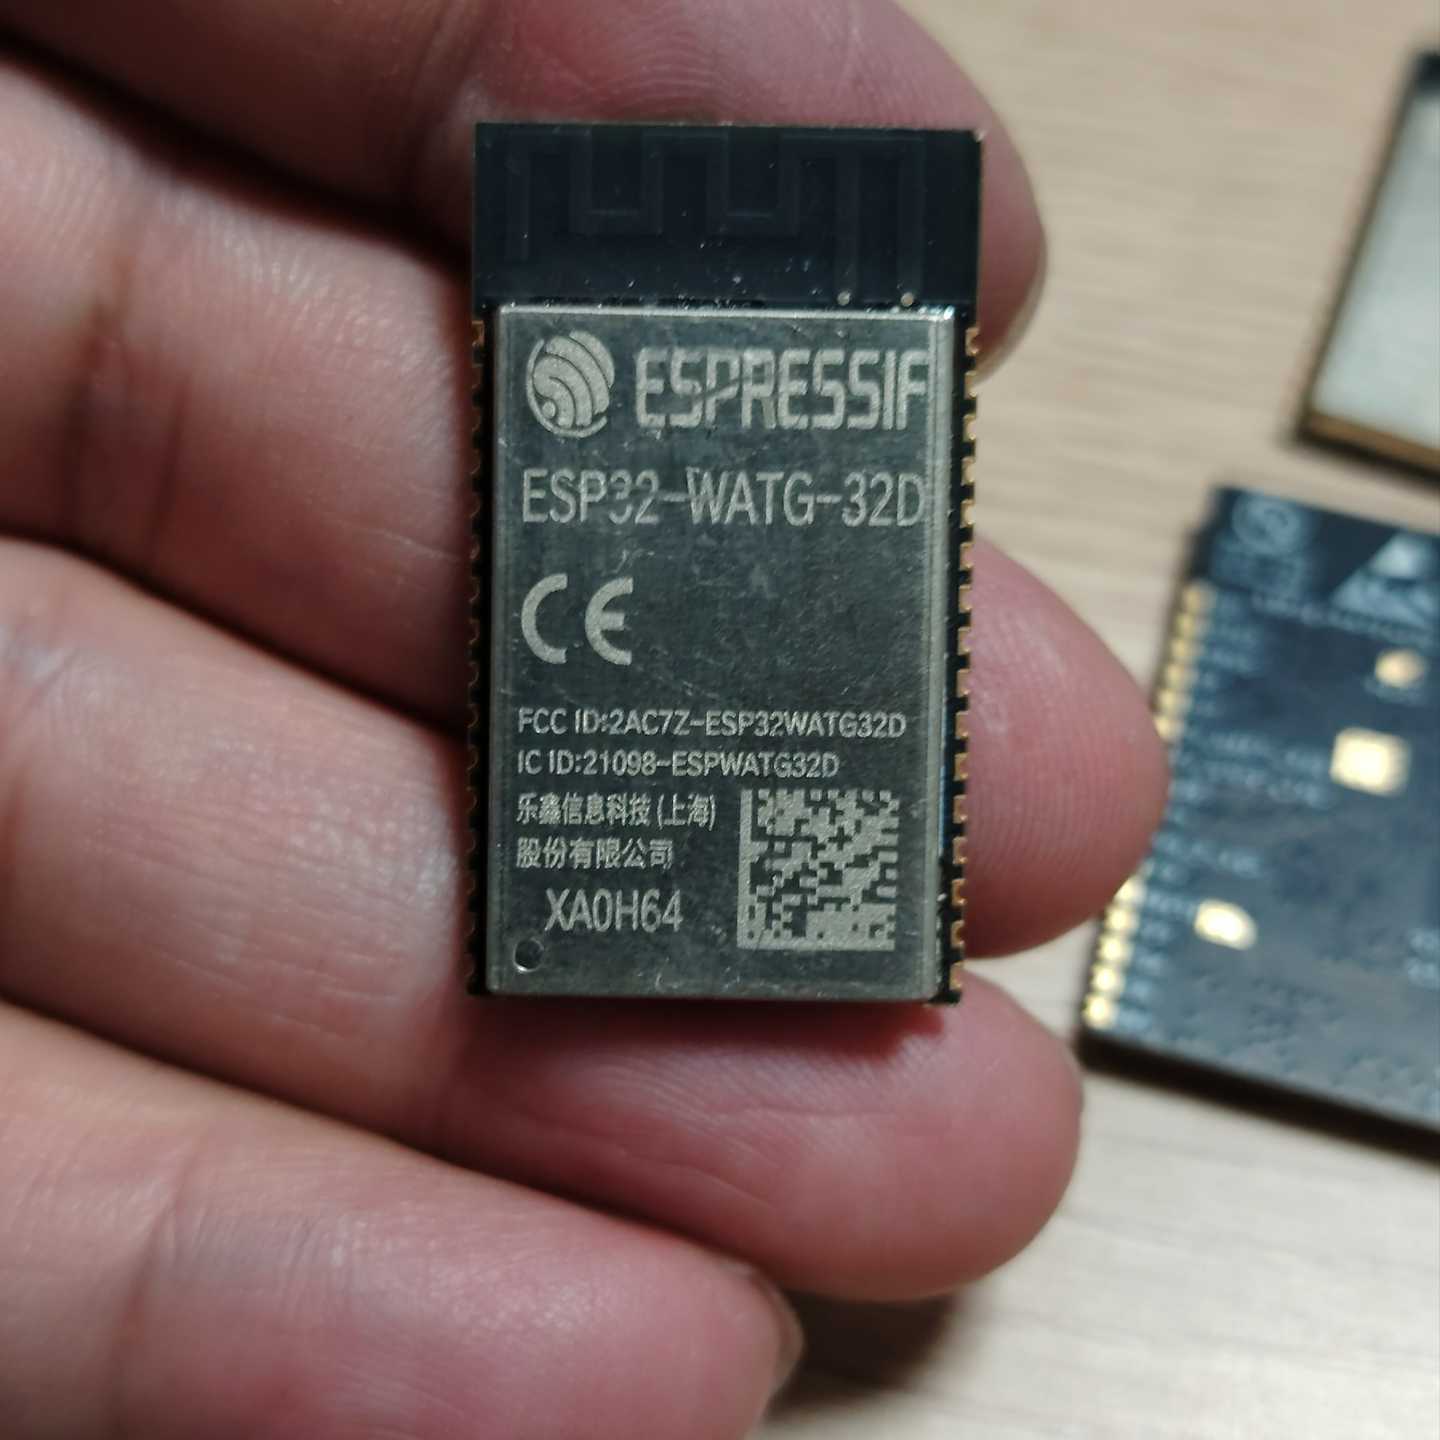 ESPRESSIF
ESP32-WATG-32D
CE
FCC ID:2AC7Z-ESP32WATG32D
IC ID:21098-ESPWATG32D
乐鑫信息科技(上海)
股份有限公司
XA0H64